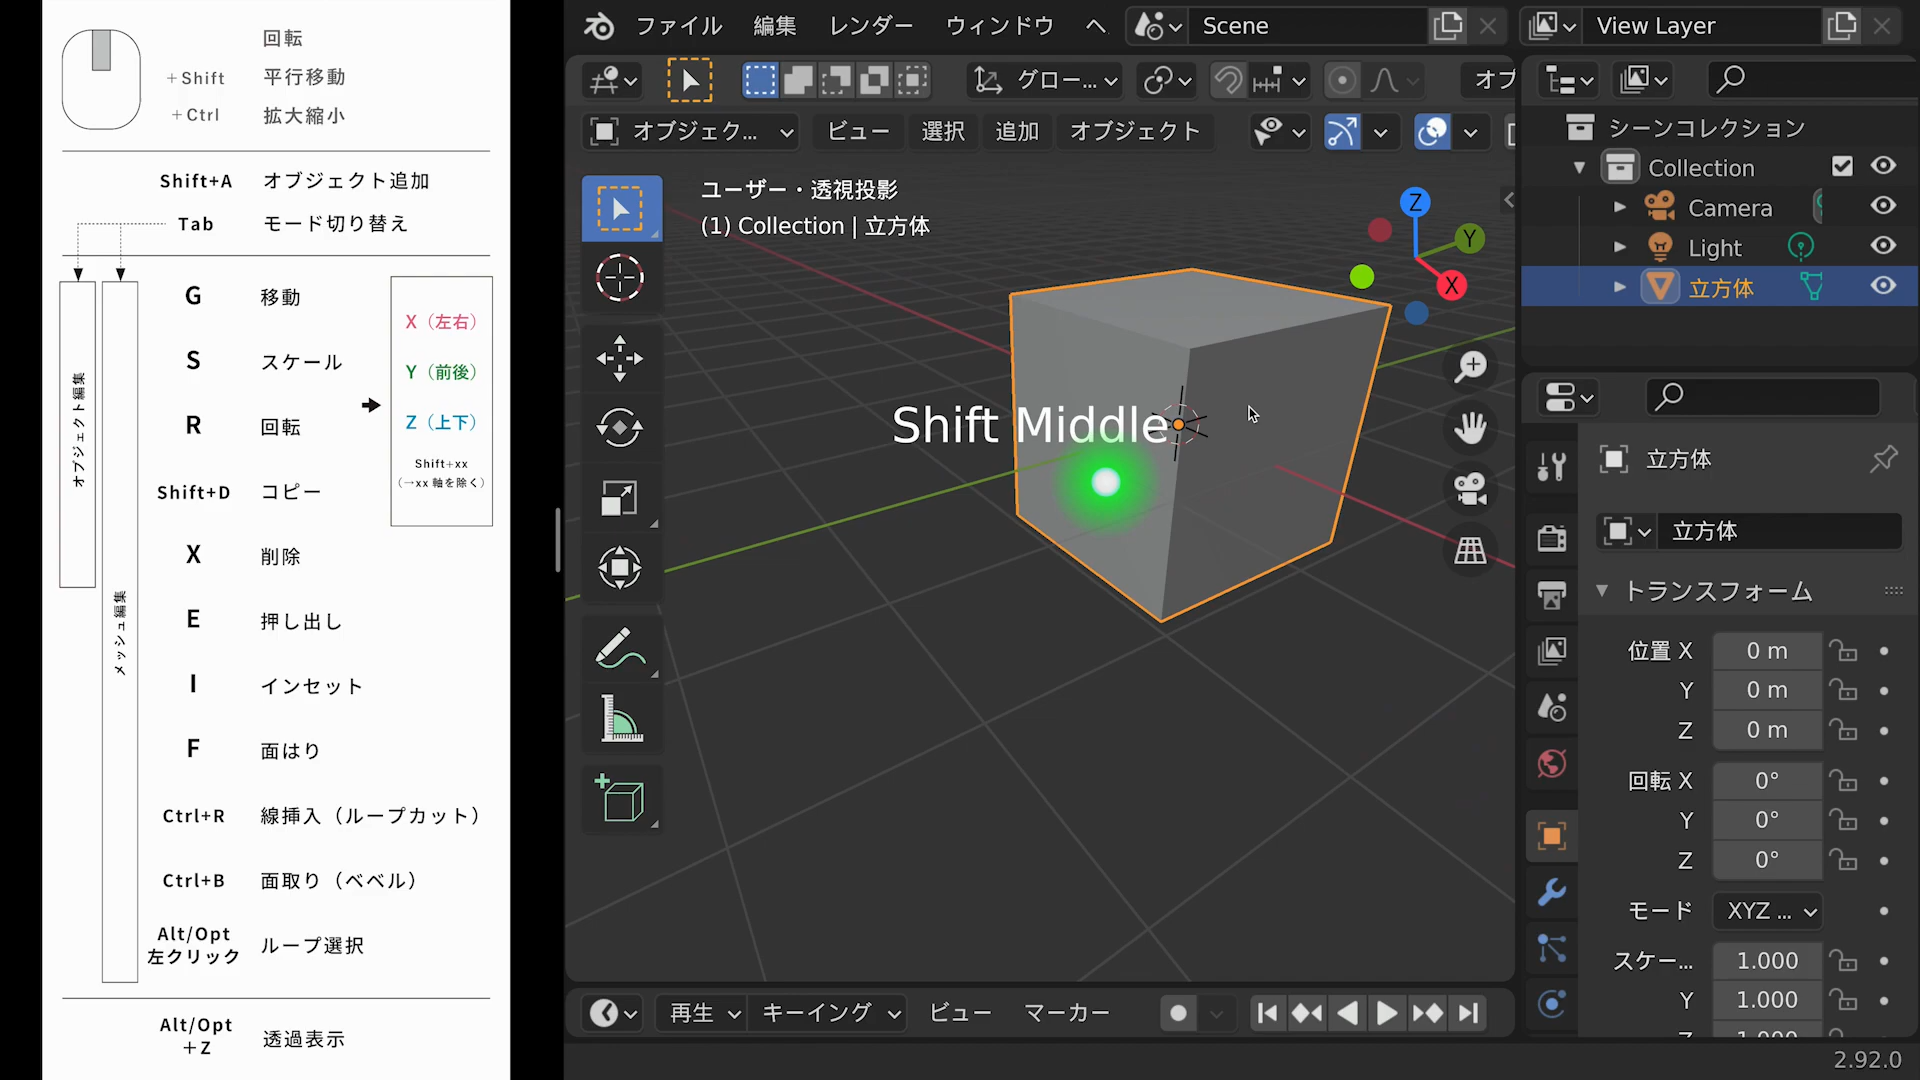 回転
+Shift 平行移動
+Ctrl 拡大縮小
Shift+A オブジェクト追加
Tab モード切り替え
G 移動
S スケール
R 回転
Shift+D コピー
X 削除
E 押し出し
I インセット
F 面はり
Ctrl+R 線挿入（ループカット）
Ctrl+B 面取り（ベベル）
Alt/Opt
左クリック ループ選択
Alt/Opt
+Z 透過表示
オブジェクト編集
メッシュ編集
X（左右）
Y（前後）
Z（上下）
Shift+xx
（→xx 軸を除く）
ファイル 編集 レンダー ウィンドウ ヘ
Scene
View Layer
グロー...
オプ
オブジェク... ビュー 選択 追加 オブジェクト
ユーザー・透視投影
(1) Collection | 立方体
Z
Y
X
Shift Middle
シーンコレクション
Collection
Camera
Light
立方体
立方体
立方体
トランスフォーム
位置 X 0 m
Y 0 m
Z 0 m
回転 X 0°
Y 0°
Z 0°
モード XYZ ...
スケー... 1.000
Y 1.000
Z 1.000
再生 キーイング ビュー マーカー
2.92.0